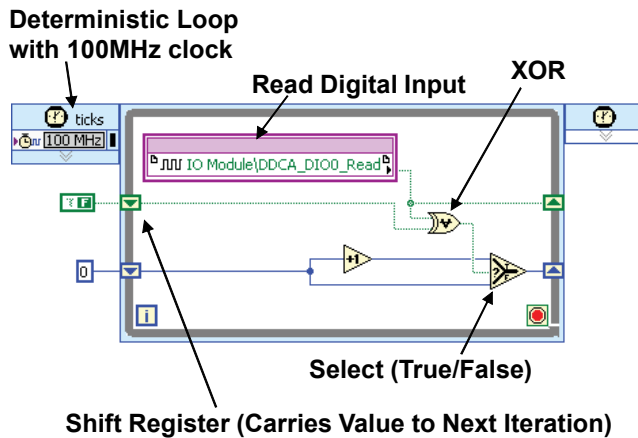 Deterministic Loop
with 100MHz clock
Read Digital Input
XOR
ticks
100 MHz
IO Module\DDCA_DIO0_Read
F
+1
0
?
T
F
i
Select (True/False)
Shift Register (Carries Value to Next Iteration)